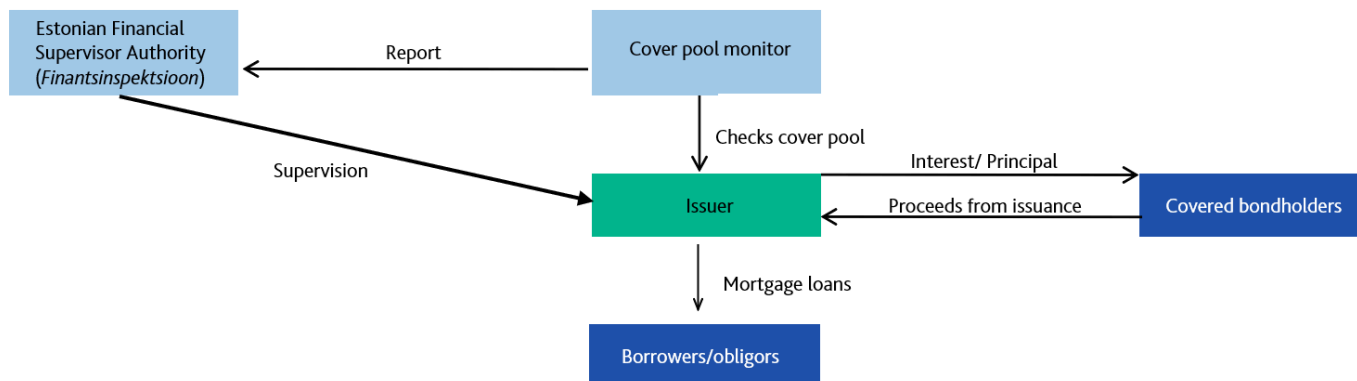 Estonian Financial
Supervisor Authority
(Finantsinspektsioon)
Report
Cover pool monitor
Checks cover pool
Supervision
Interest/ Principal
Issuer
Proceeds from issuance
Covered bondholders
Mortgage loans
Borrowers/obligors